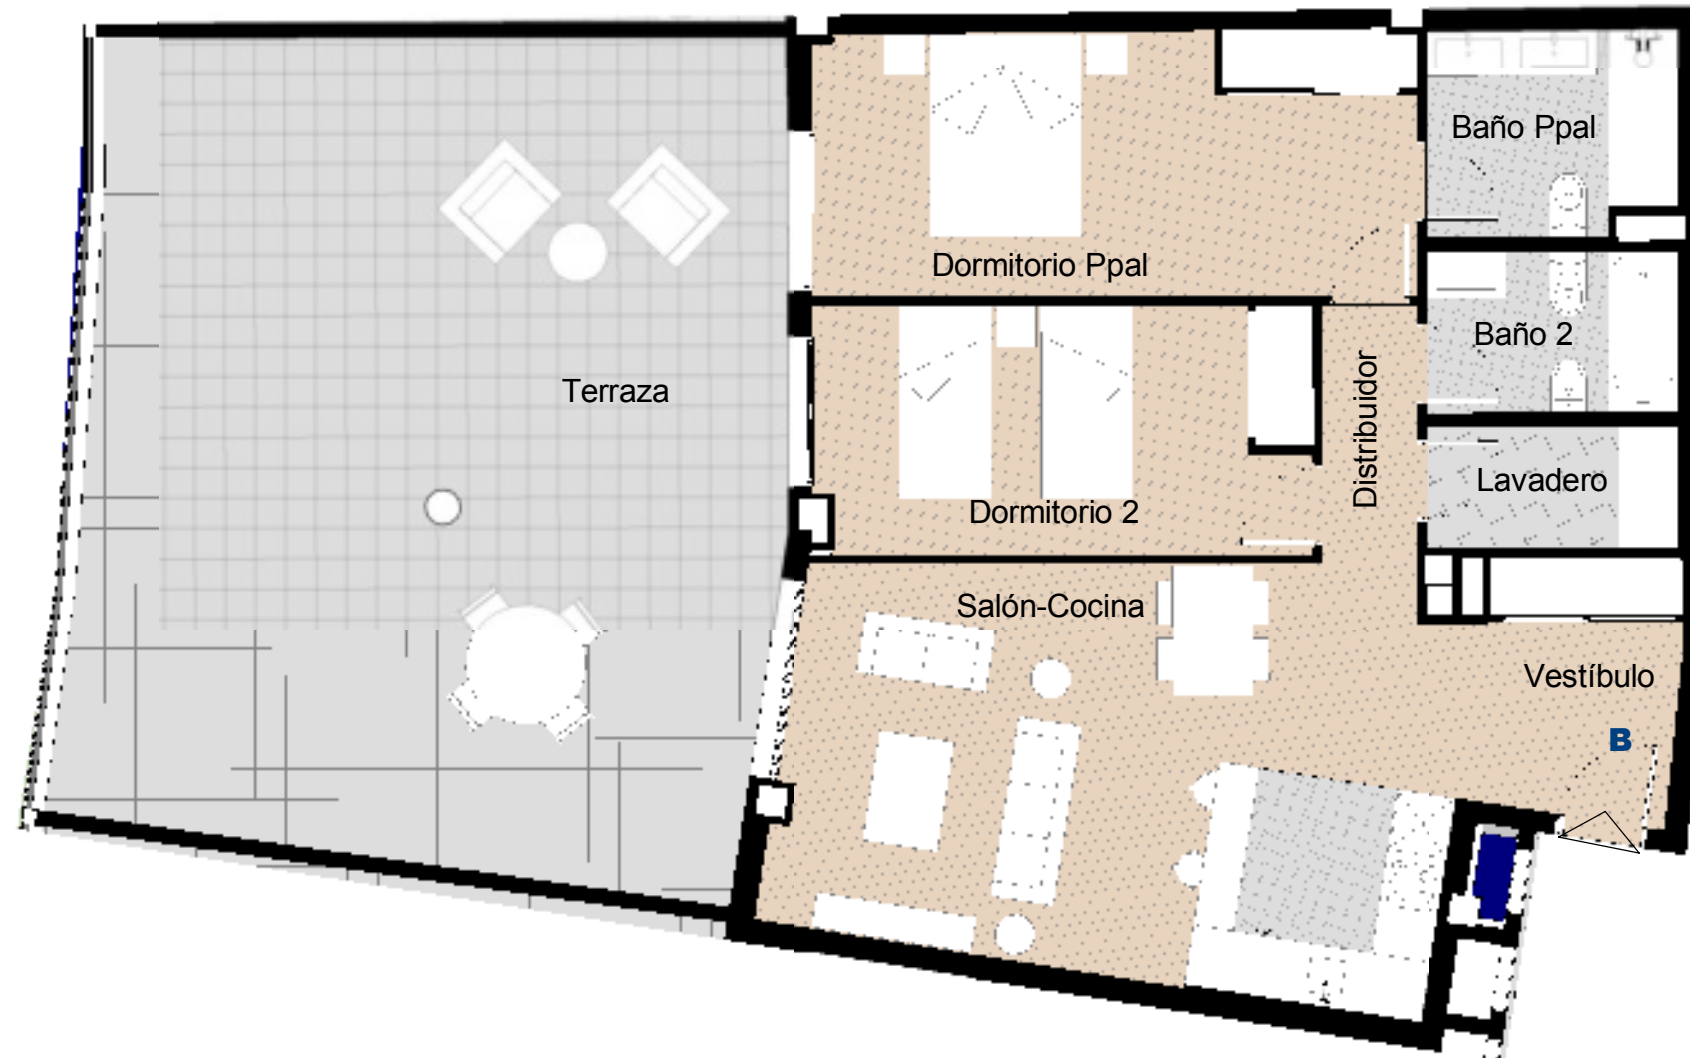 Baño Ppal
Dormitorio Ppal
Baño 2
Terraza
Distribuidor
Lavadero
Dormitorio 2
Salón-Cocina
Vestíbulo
B